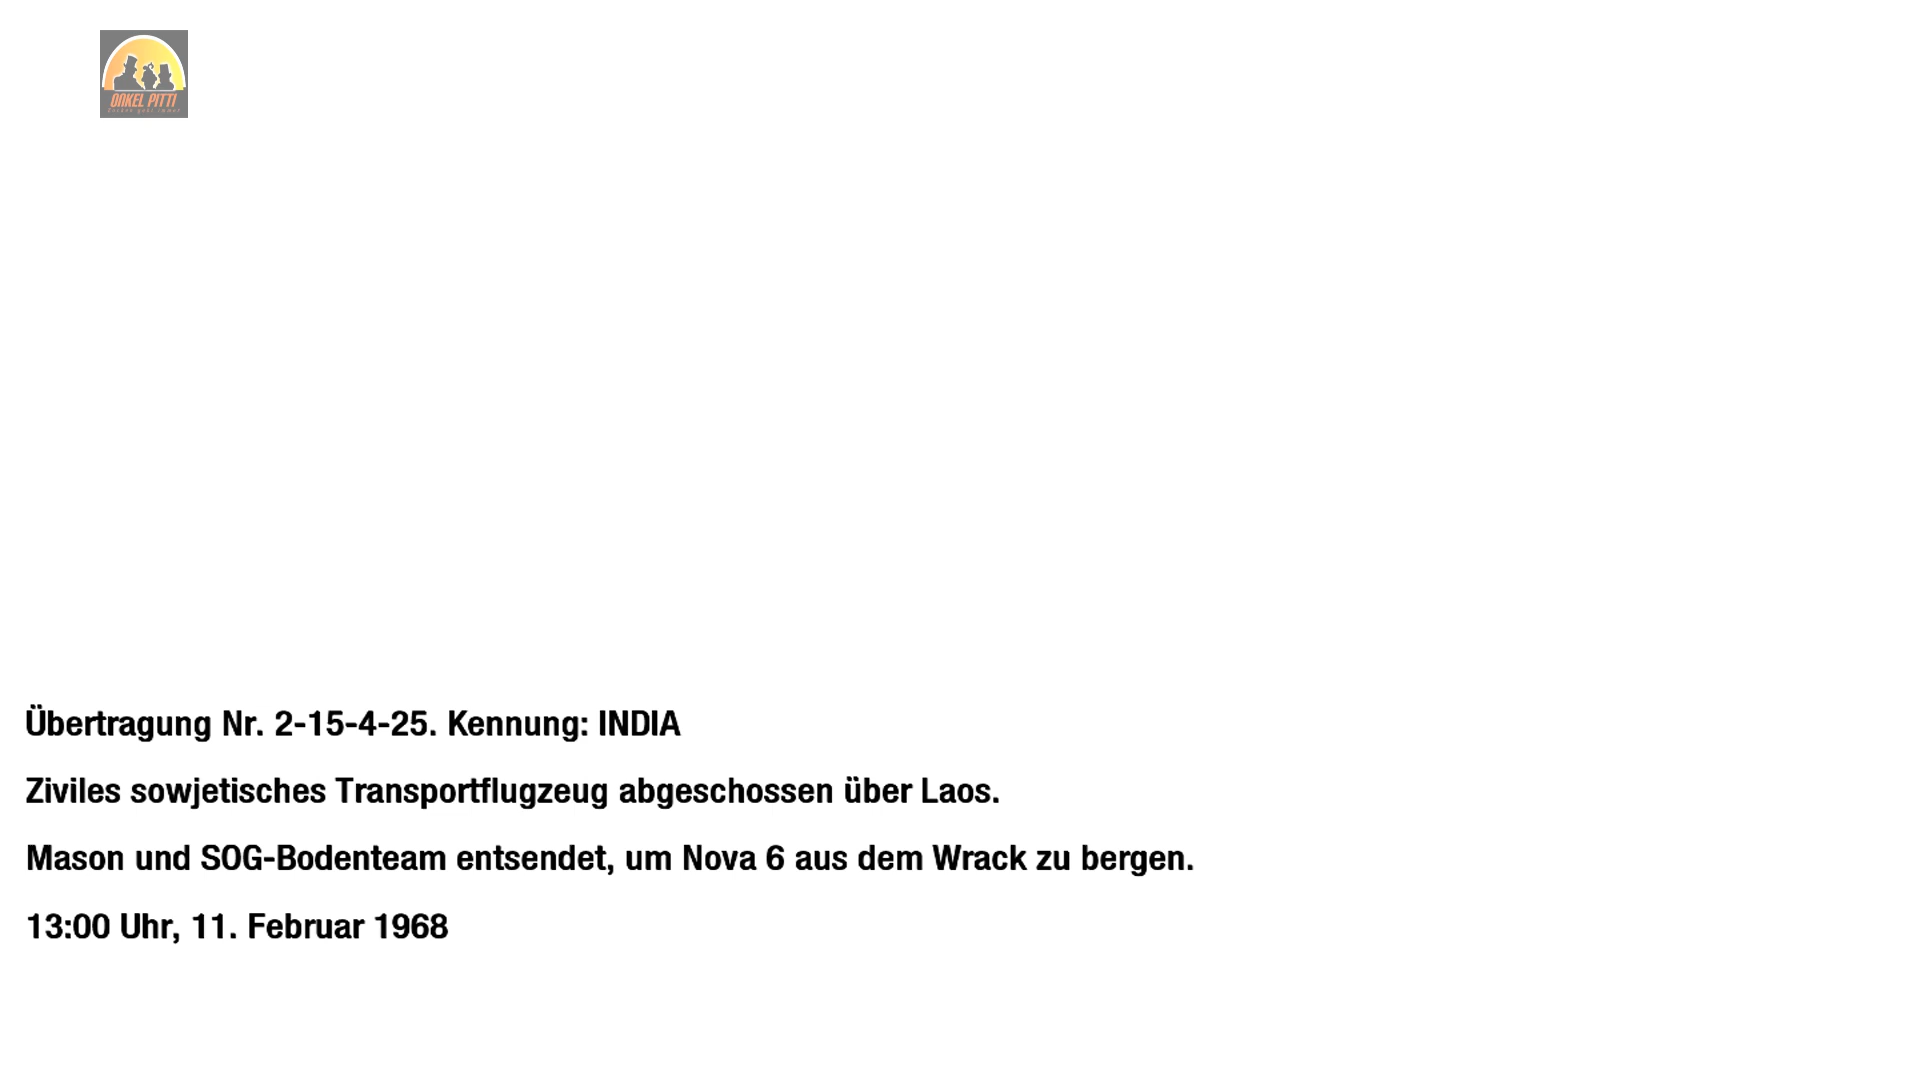 ONKEL PITTI
Übertragung Nr. 2-15-4-25. Kennung: INDIA
Ziviles sowjetisches Transportflugzeug abgeschossen über Laos.
Mason und SOG-Bodenteam entsendet, um Nova 6 aus dem Wrack zu bergen.
13:00 Uhr, 11. Februar 1968